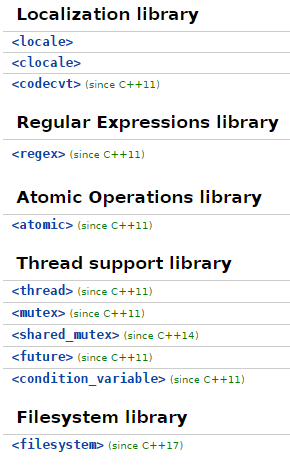 Localization library
<locale>
<clocale>
<codecvt> (since C++11)
Regular Expressions library
<regex> (since C++11)
Atomic Operations library
<atomic> (since C++11)
Thread support library
<thread> (since C++11)
<mutex> (since C++11)
<shared_mutex> (since C++14)
<future> (since C++11)
<condition_variable> (since C++11)
Filesystem library
<filesystem> (since C++17)